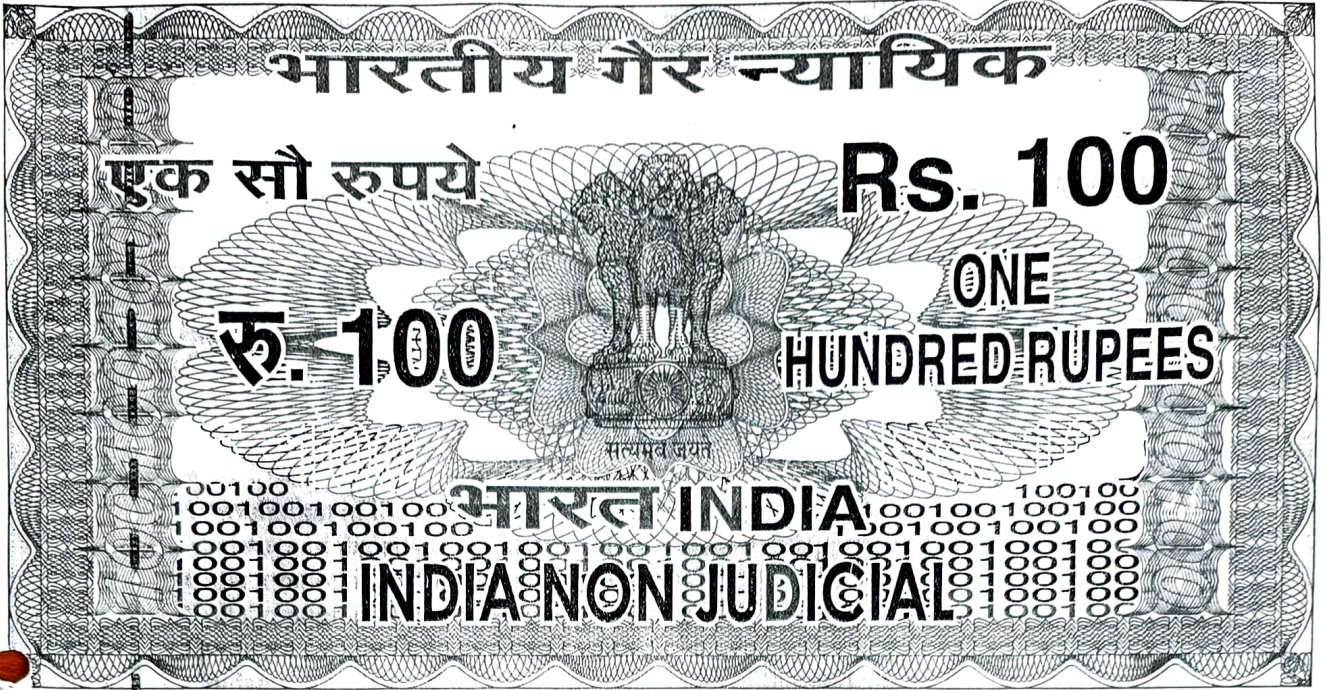 भारतीय गैर न्यायिक
एक सौ रुपये
Rs. 100
रु. 100
ONE
HUNDRED RUPEES
सत्यमेव जयते
भारत INDIA
INDIA NON JUDICIAL